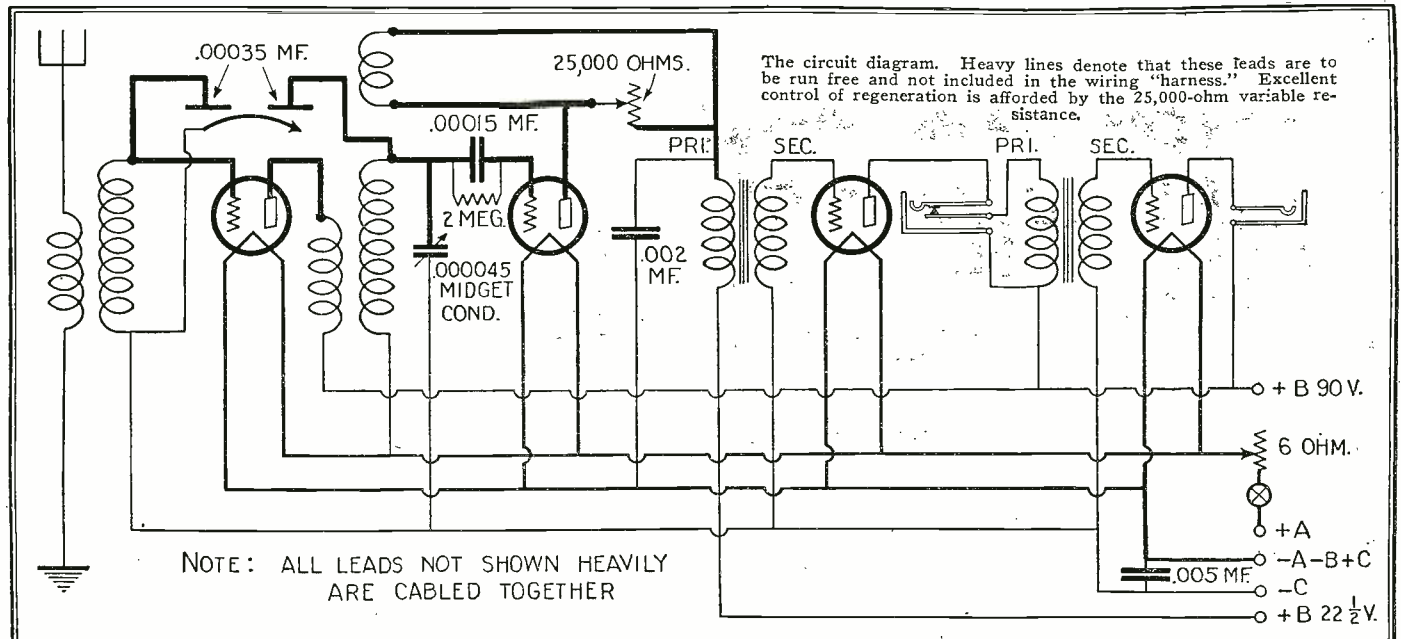 .00035 MF.
25,000 OHMS.
The circuit diagram. Heavy lines denote that these leads are to
be run free and not included in the wiring "harness." Excellent
control of regeneration is afforded by the 25,000-ohm variable re-
sistance.
.00015 MF.
PRI.
SEC.
PRI.
SEC.
2 MEG.
.000045
MIDGET
COND.
.002
MF.
+ B 90 V.
6 OHM.
+A
-A-B+C
.005 MF.
-C
+ B 22 ½ V.
NOTE: ALL LEADS NOT SHOWN HEAVILY
ARE CABLED TOGETHER